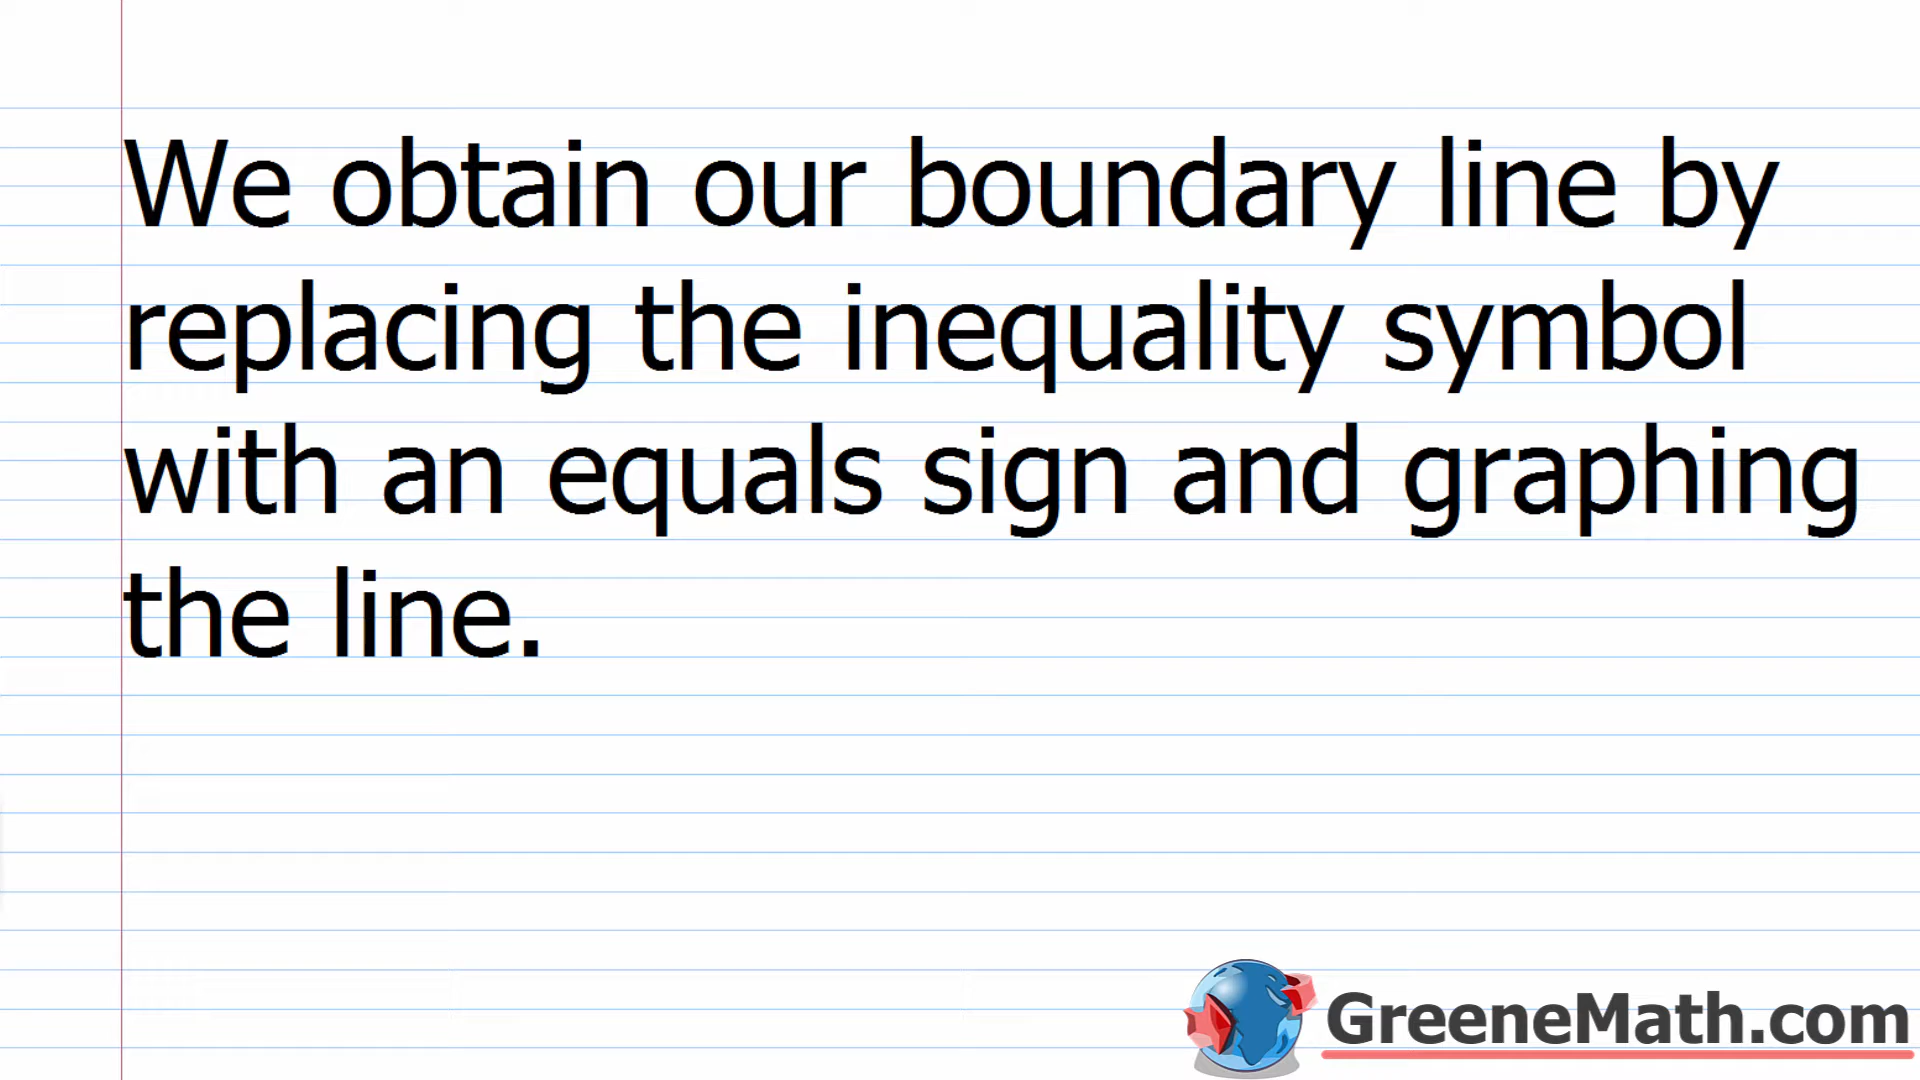 We obtain our boundary line by
replacing the inequality symbol
with an equals sign and graphing
the line.
GreeneMath.com